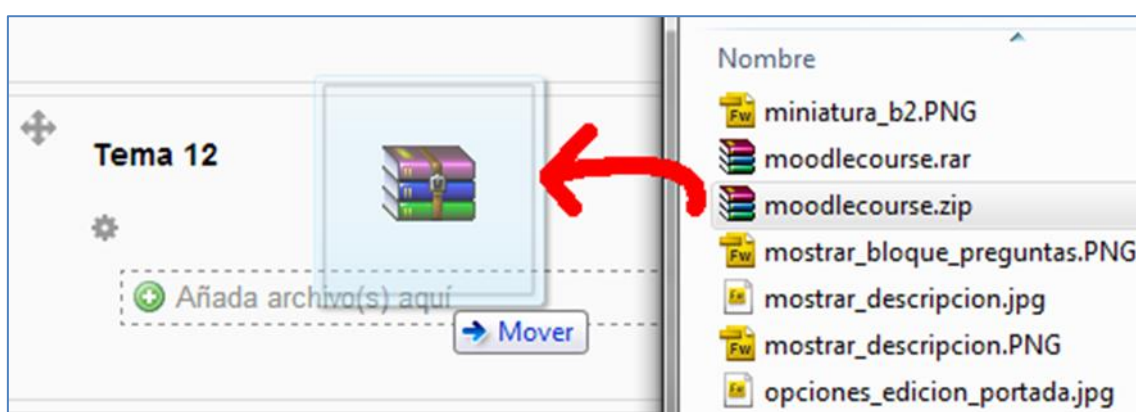 Tema 12
Añada archivo(s) aquí
Mover
Nombre
miniatura_b2.PNG
moodlecourse.rar
moodlecourse.zip
mostrar_bloque_preguntas.PNG
mostrar_descripcion.jpg
mostrar_descripcion.PNG
opciones_edicion_portada.jpg